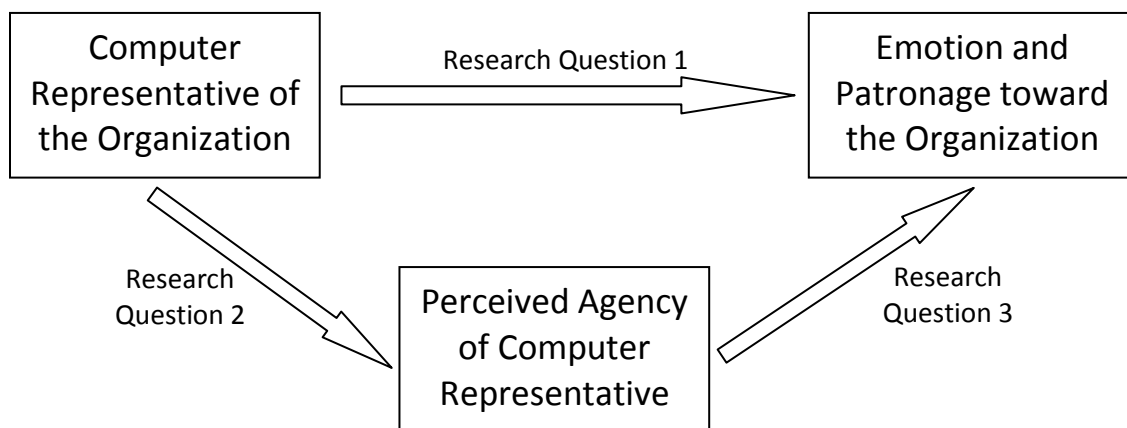 Computer
Representative of
the Organization
Research Question 1
Emotion and
Patronage toward
the Organization
Research
Question 2
Perceived Agency
of Computer
Representative
Research
Question 3